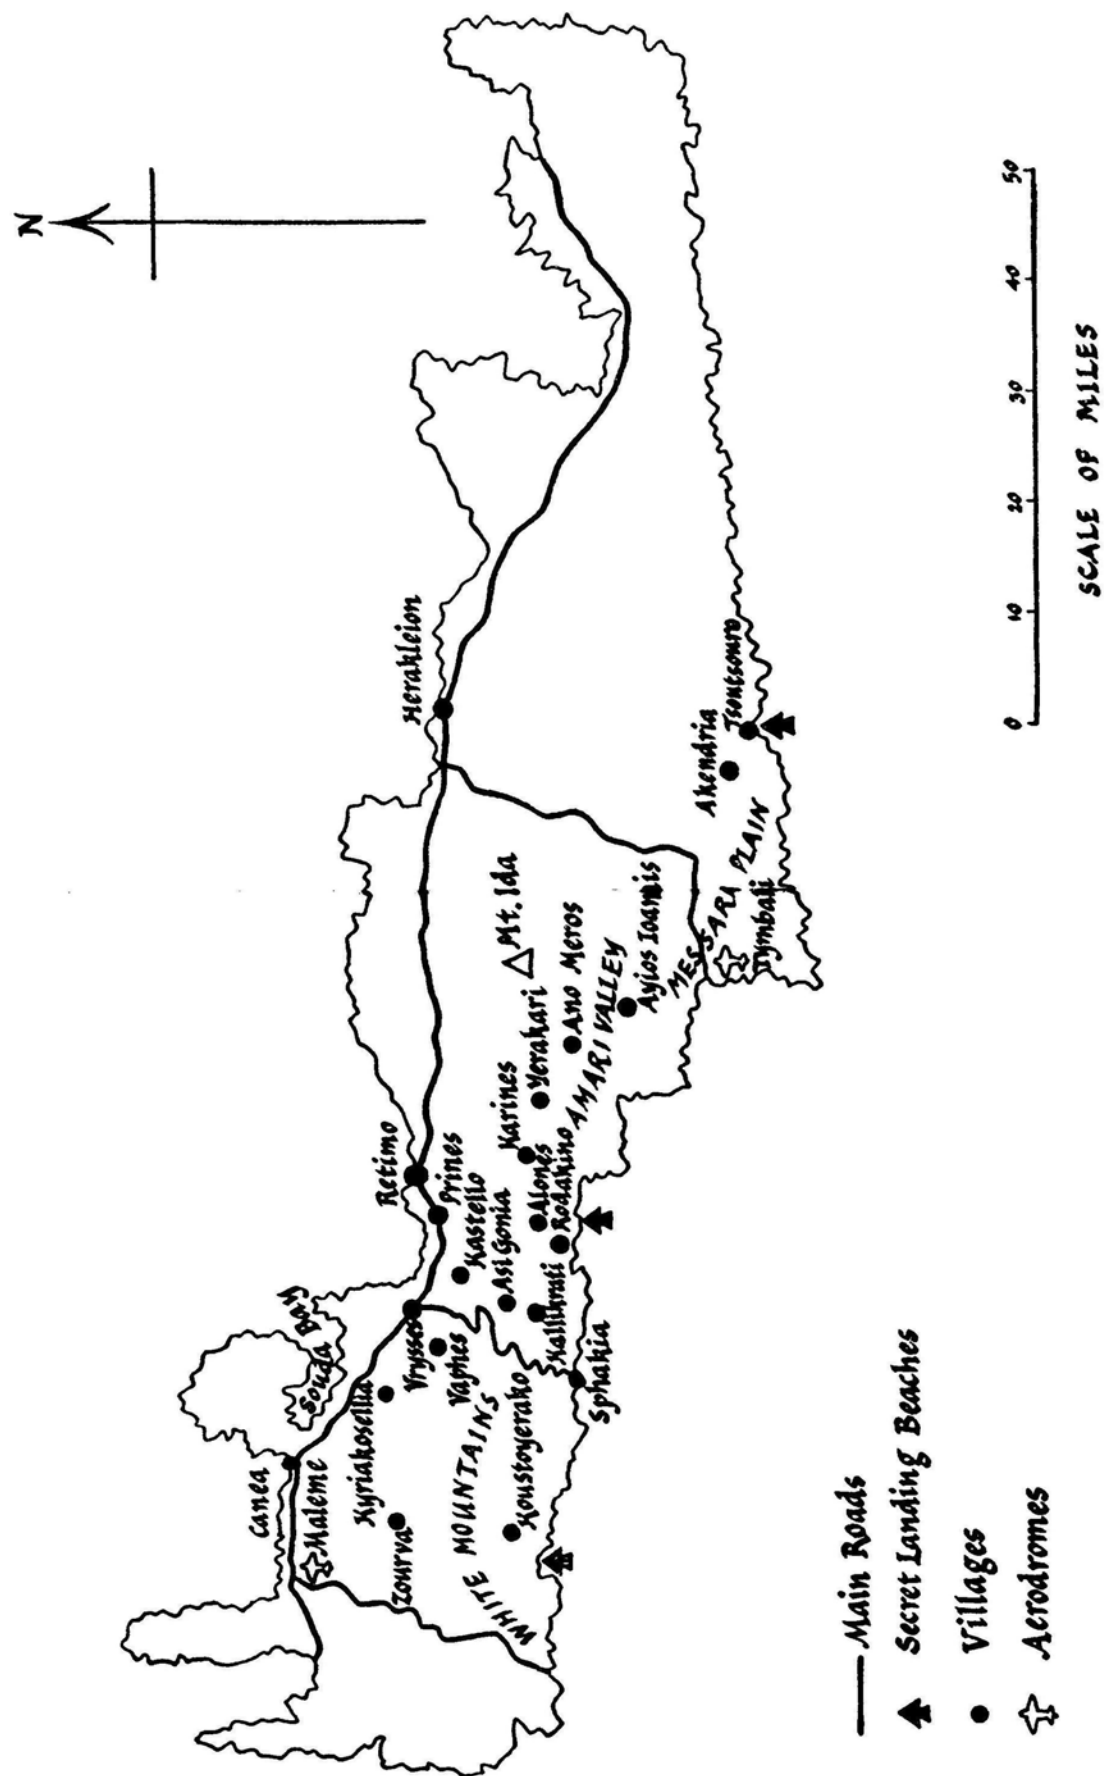 N
Canea
Souda Bay
Maleme
Retimo
Herakleion
Kyriakosellia
Vrysses
Prines
Zourva
Vaphes
Kastello
WHITE MOUNTAINS
Asi Gonia
Karines
Mt. Ida
Koustoyerako
Kallikrati
Alones
Yerakari
Rodakino
Ano Meros
Sphakia
AMARI VALLEY
Ayios Ioannis
MESSARA PLAIN
Tymbaki
Akendria
Tsoutsouro
Main Roads
Secret Landing Beaches
Villages
Aerodromes
0 10 20 30 40 50
SCALE OF MILES